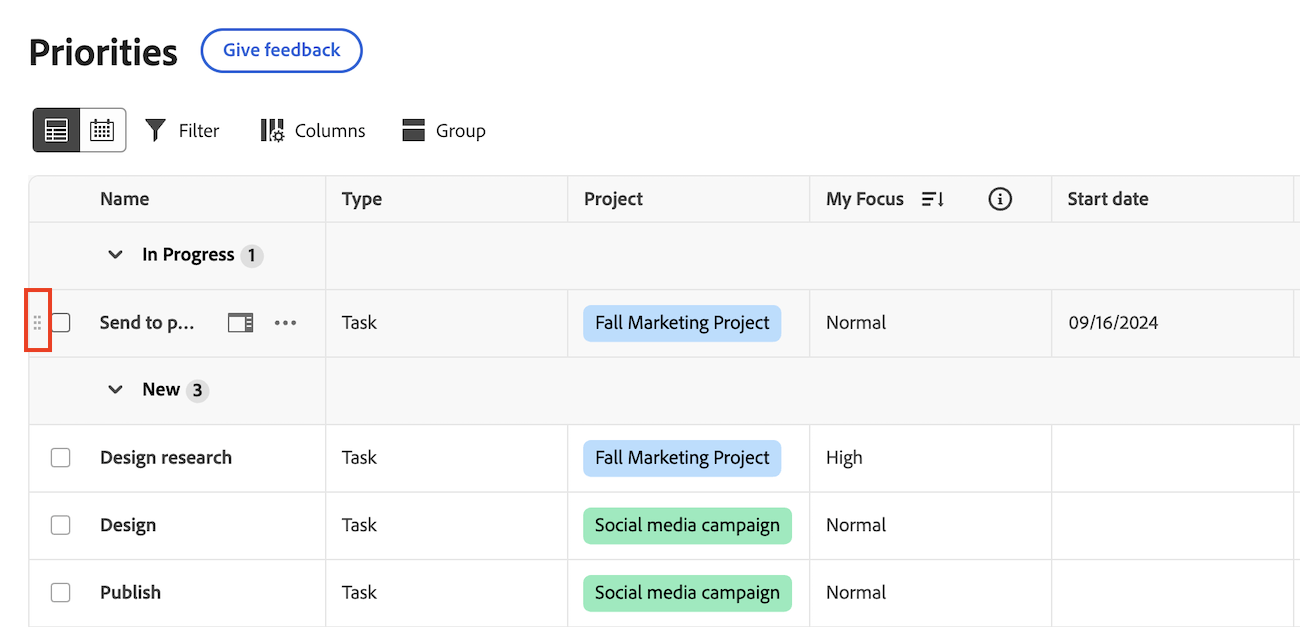 Priorities Give feedback
Filter Columns Group
Name Type Project My Focus Start date
In Progress 1
Send to p... Task Fall Marketing Project Normal 09/16/2024
New 3
Design research Task Fall Marketing Project High
Design Task Social media campaign Normal
Publish Task Social media campaign Normal